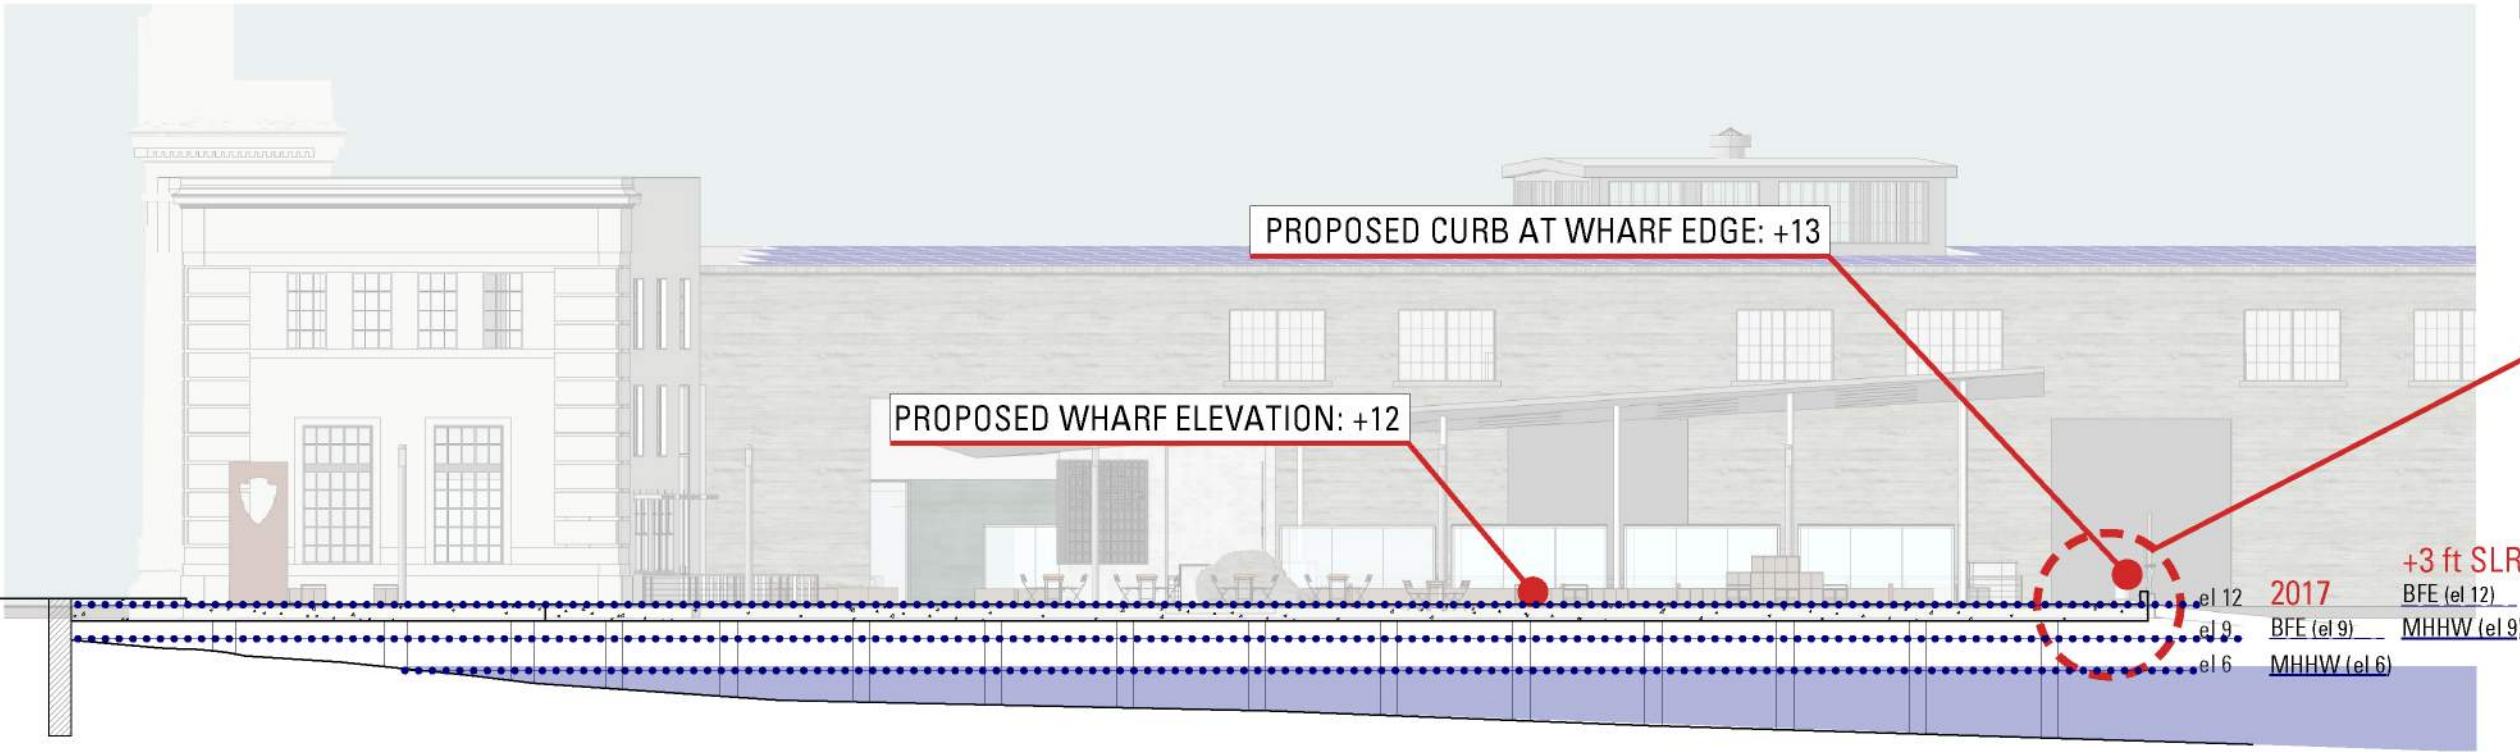 PROPOSED CURB AT WHARF EDGE: +13
PROPOSED WHARF ELEVATION: +12
+3 ft SLR
el 12 2017 BFE (el 12)
el 9 BFE (el 9) MHHW (el 9
el 6 MHHW (el 6)